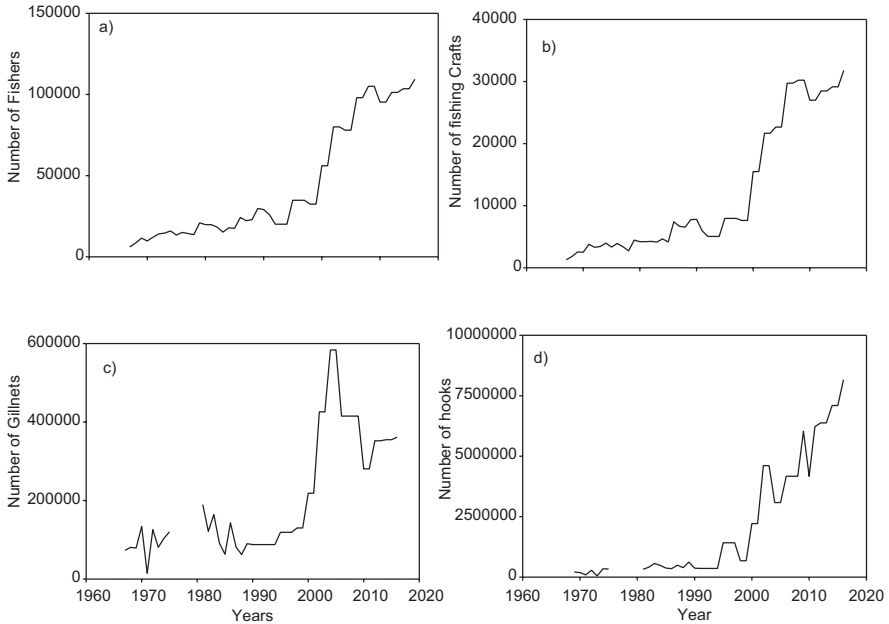 a)
Number of Fishers
150000
100000
50000
0
b)
Number of fishing Crafts
40000
30000
20000
10000
0
c)
Number of Gillnets
600000
400000
200000
0
1960 1970 1980 1990 2000 2010 2020
Years
d)
Number of hooks
10000000
7500000
5000000
2500000
0
1960 1970 1980 1990 2000 2010 2020
Year